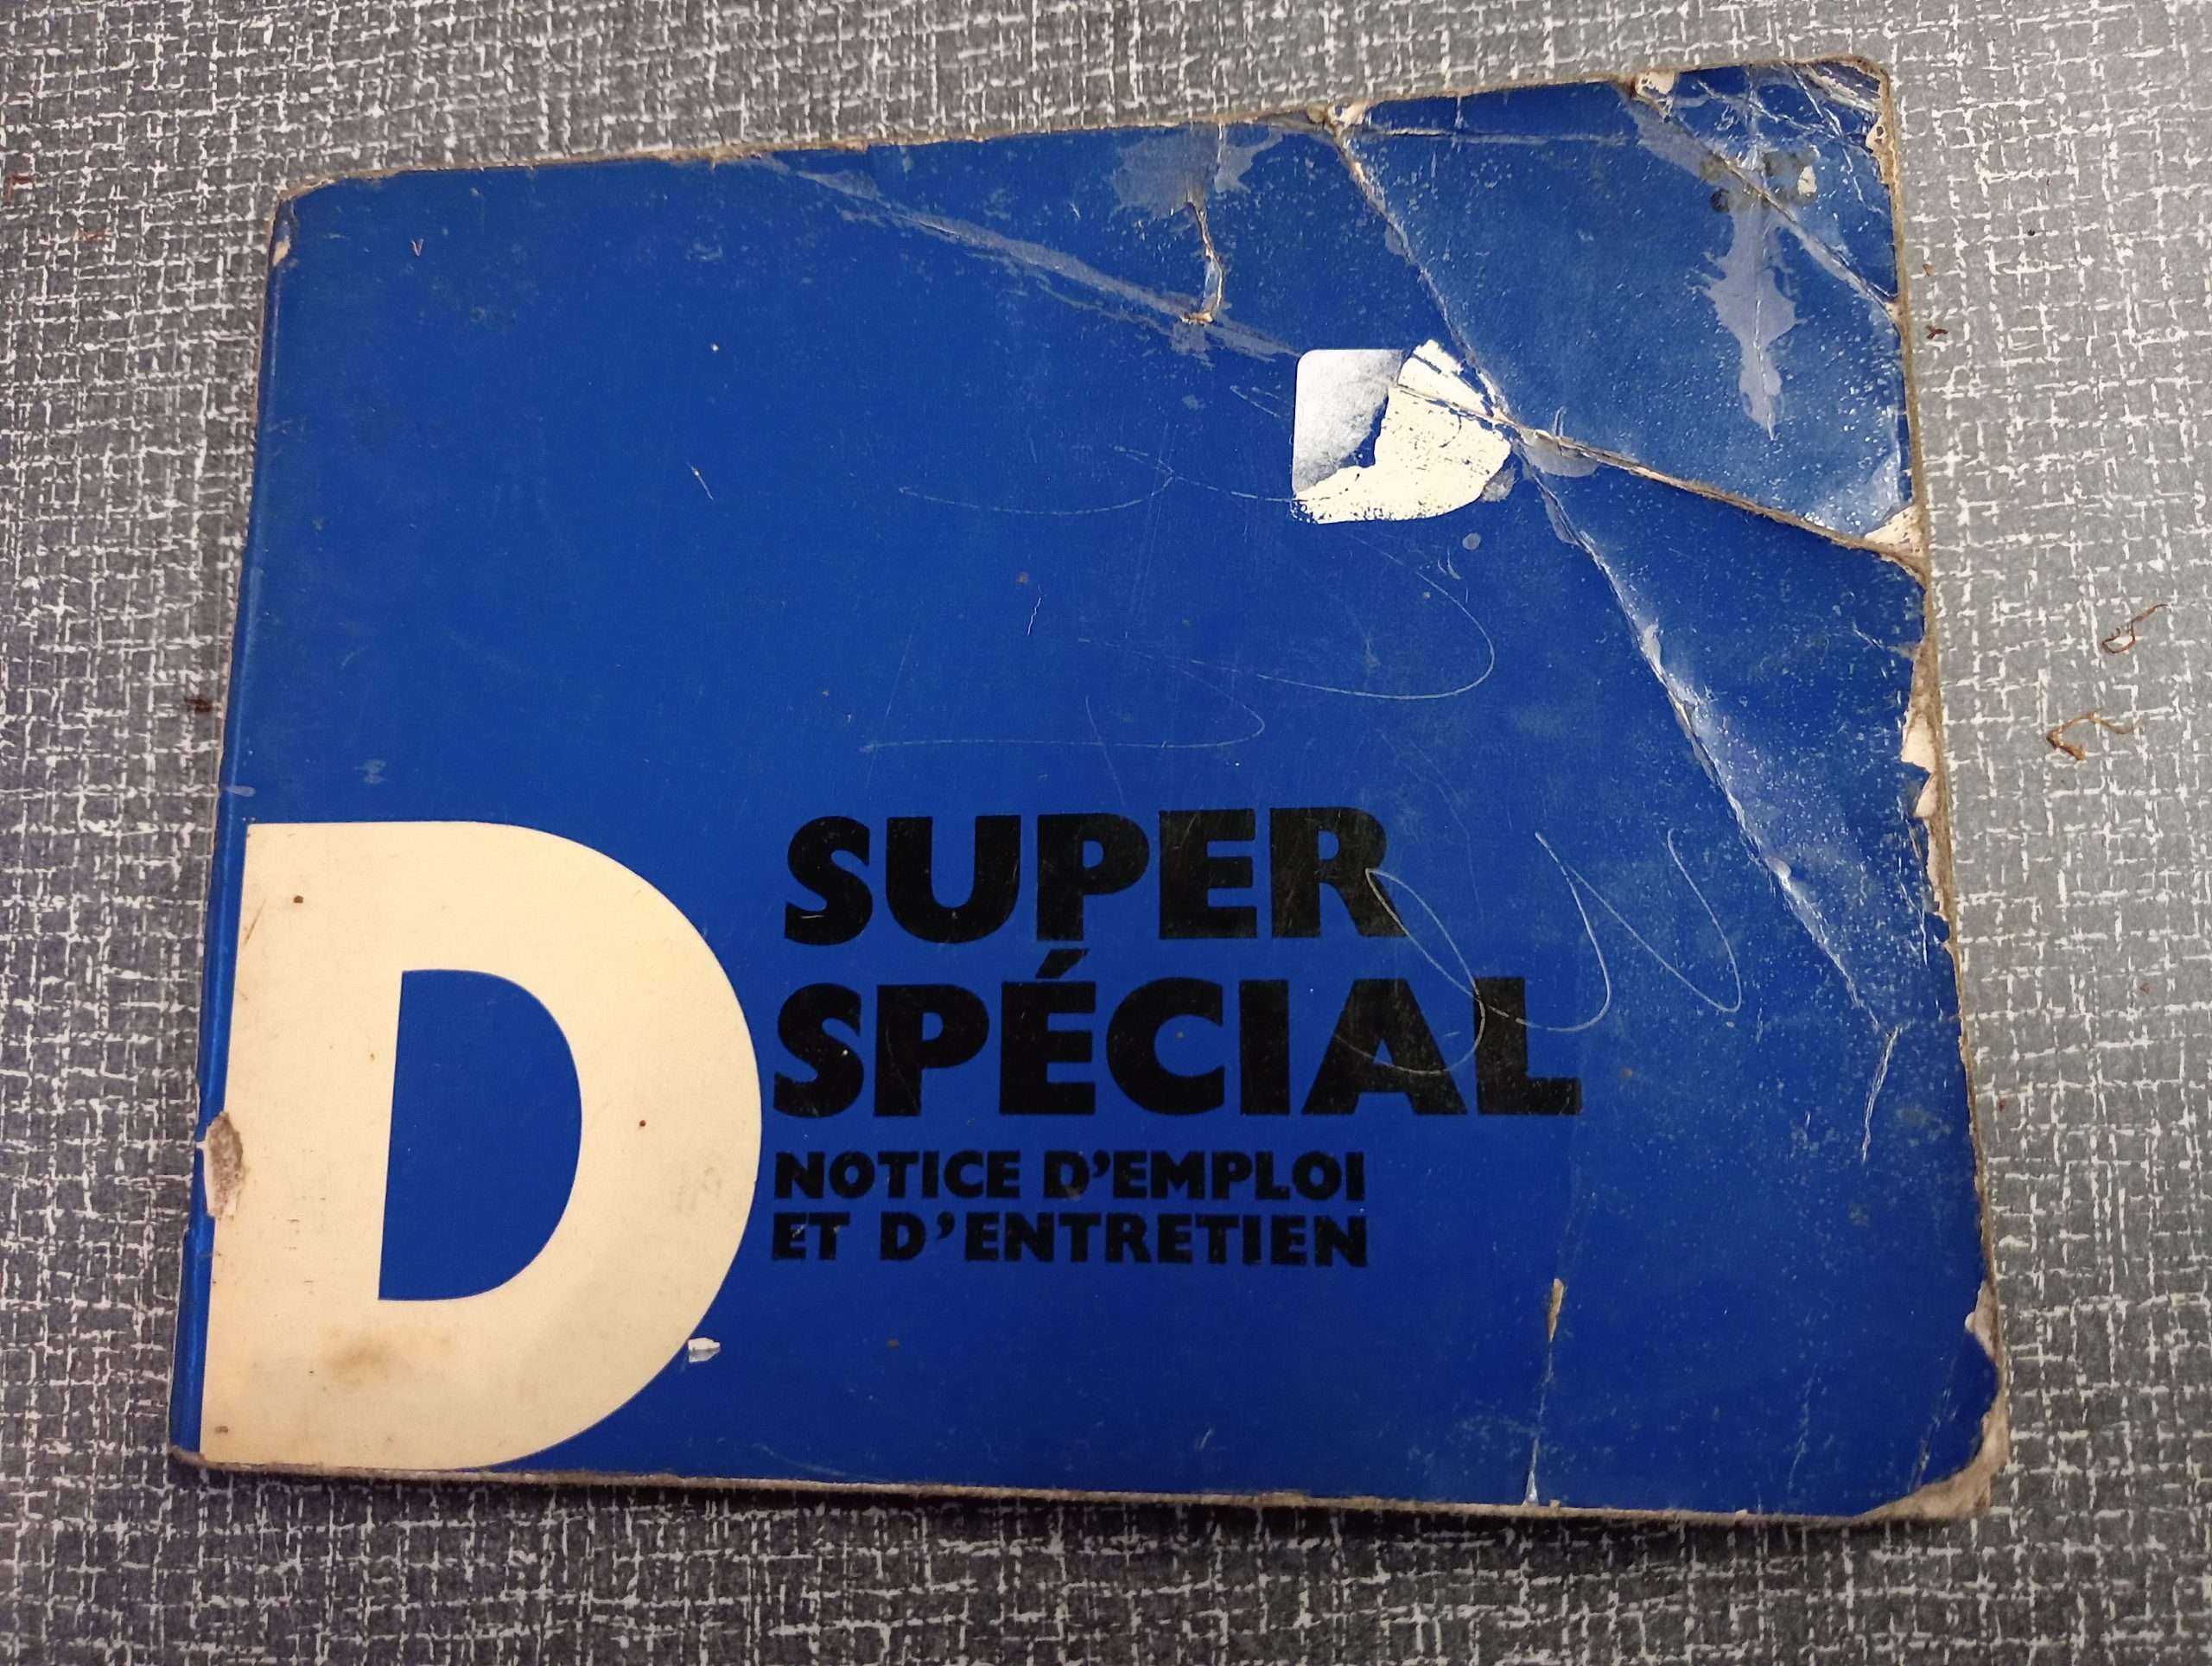 D SUPER
SPÉCIAL
NOTICE D'EMPLOI
ET D'ENTRETIEN